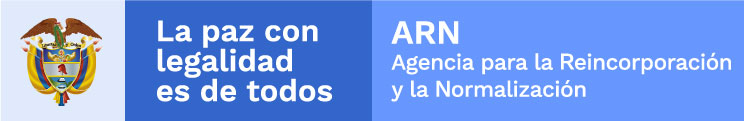 La paz con
legalidad
es de todos
ARN
Agencia para la Reincorporación
y la Normalización